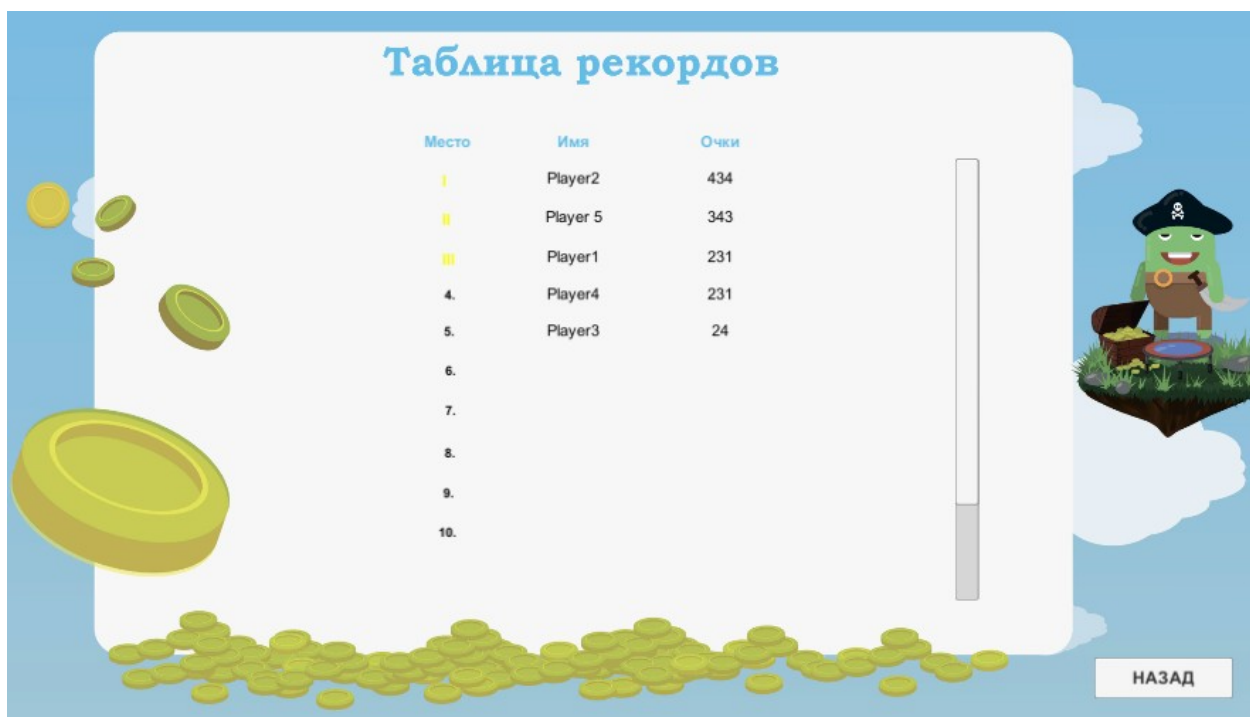 Таблица рекордов
Место Имя Очки
I Player2 434
II Player 5 343
III Player1 231
4. Player4 231
5. Player3 24
6.
7.
8.
9.
10.
НАЗАД